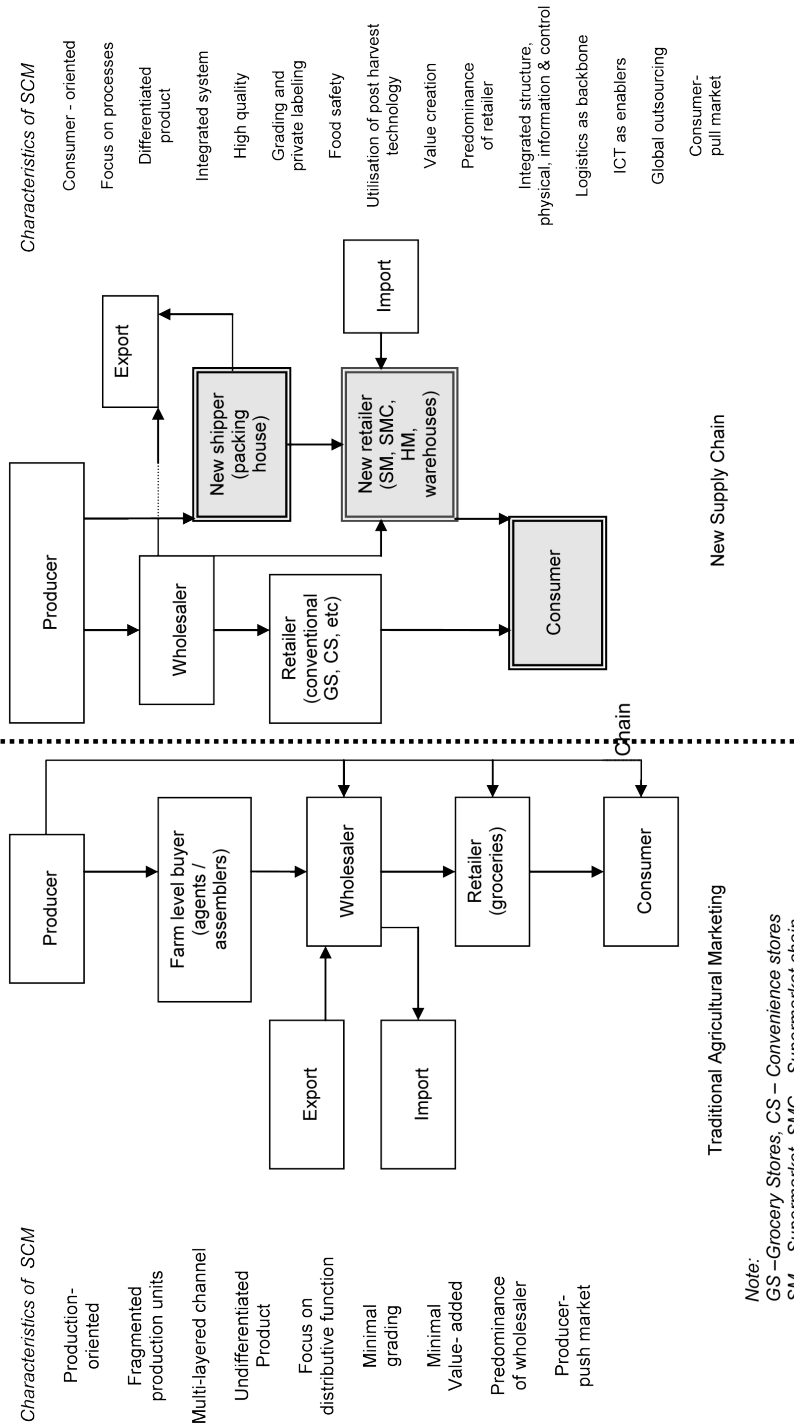 Characteristics of SCM
Production-
oriented
Fragmented
production units
Multi-layered channel
Undifferentiated
Product
Focus on
distributive function
Minimal
grading
Minimal
Value- added
Predominance
of wholesaler
Producer-
push market
Producer
Farm level buyer
(agents /
assemblers)
Export
Wholesaler
Import
Retailer
(groceries)
Consumer
Chain
Traditional Agricultural Marketing
Producer
Export
Wholesaler
New shipper
(packing
house)
Retailer
(conventional
GS, CS, etc)
New retailer
(SM, SMC,
HM,
warehouses)
Import
Consumer
New Supply Chain
Characteristics of SCM
Consumer - oriented
Focus on processes
Differentiated
product
Integrated system
High quality
Grading and
private labeling
Food safety
Utilisation of post harvest
technology
Value creation
Predominance
of retailer
Integrated structure,
physical, information & control
Logistics as backbone
ICT as enablers
Global outsourcing
Consumer-
pull market
Note:
GS –Grocery Stores, CS – Convenience stores
SM – Supermarket, SMC – Supermarket chain